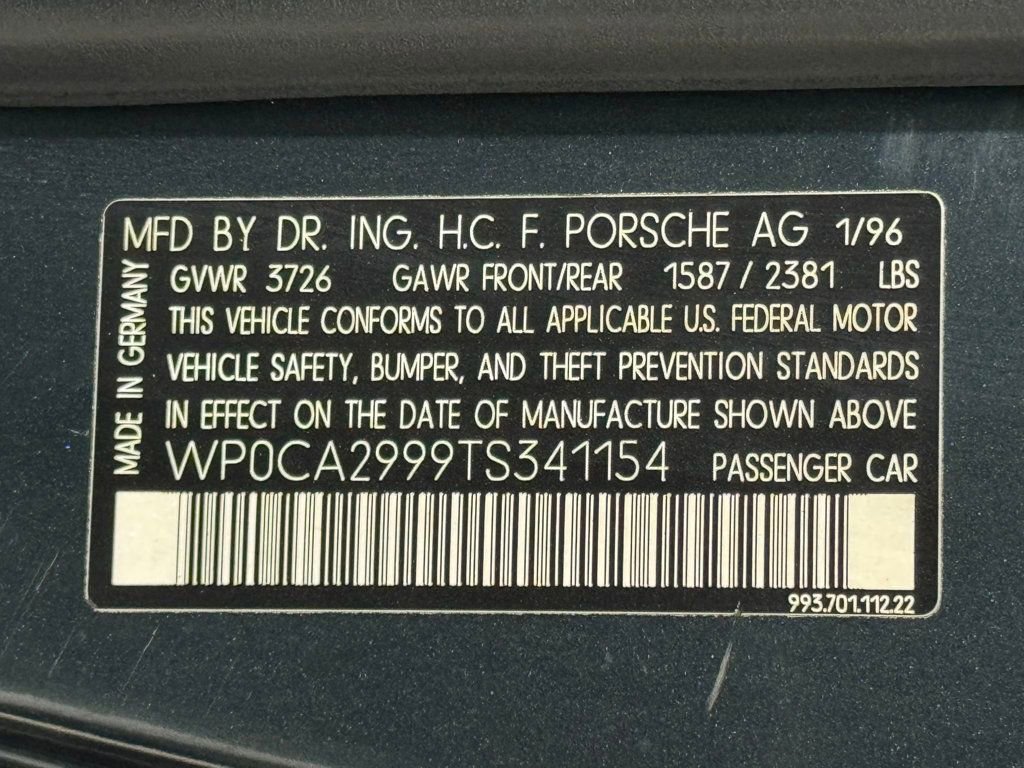 MFD BY DR. ING. H.C. F. PORSCHE AG 1/96
GVWR 3726 GAWR FRONT/REAR 1587 / 2381 LBS
THIS VEHICLE CONFORMS TO ALL APPLICABLE U.S. FEDERAL MOTOR
VEHICLE SAFETY, BUMPER, AND THEFT PREVENTION STANDARDS
IN EFFECT ON THE DATE OF MANUFACTURE SHOWN ABOVE
WP0CA2999TS341154 PASSENGER CAR
MADE IN GERMANY
993.701.112.22